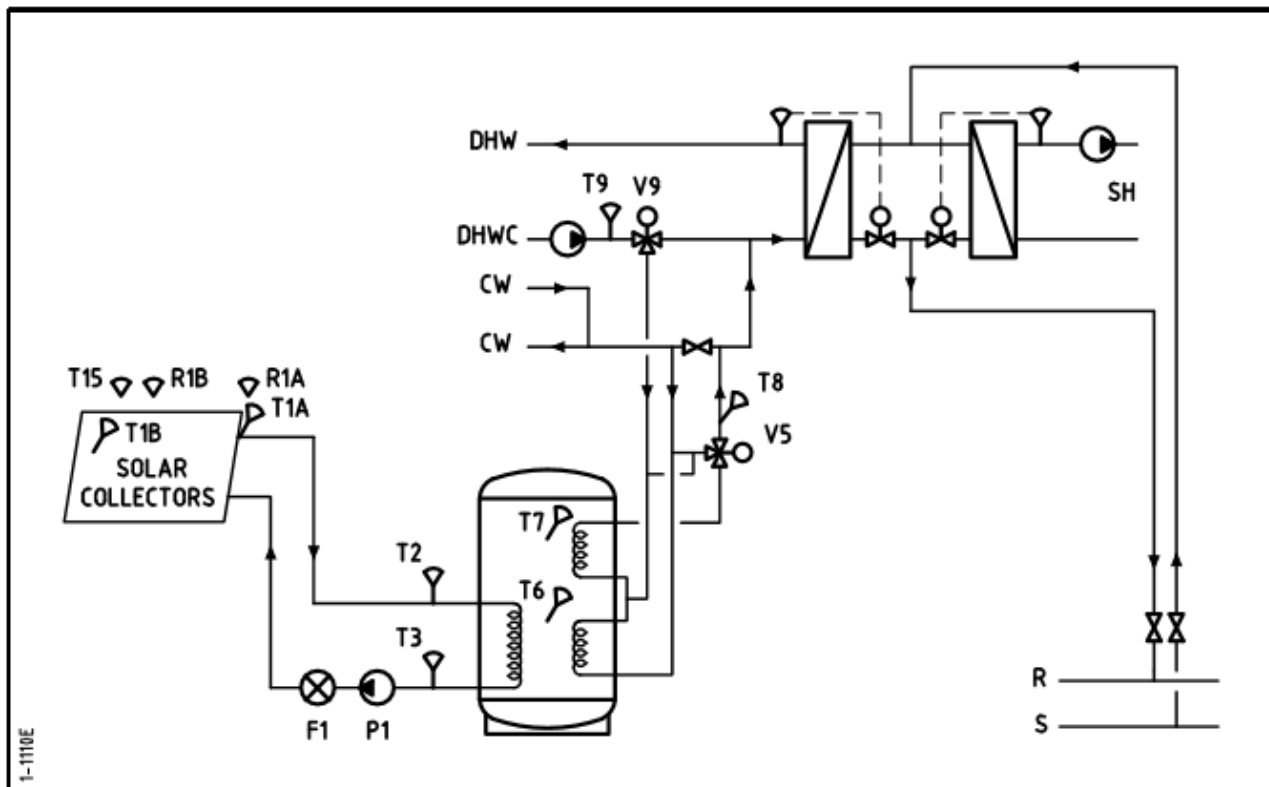 DHW
T9 V9
SH
DHWC
CW
CW
T15 R1B R1A
T8
T1A
T1B
V5
SOLAR
COLLECTORS
T7
T2
T6
T3
R
F1 P1
S
1-1110E